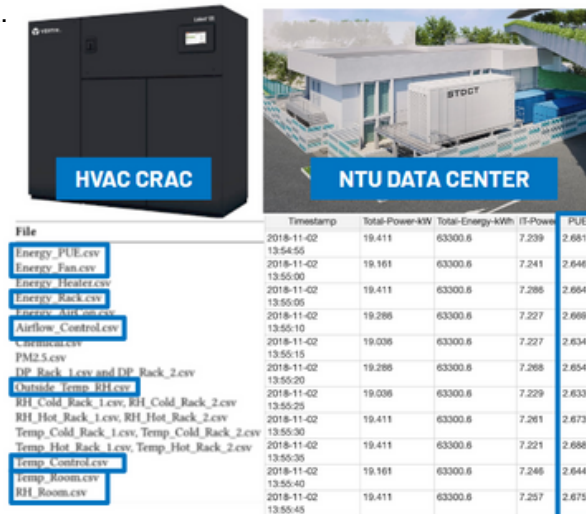 .
VERTIV.
STDCT
HVAC CRAC
NTU DATA CENTER
File
Energy_PUE.csv
Energy_Fan.csv
Energy_Heater.csv
Energy_Rack.csv
Energy_AirCon.csv
Airflow_Control.csv
Chemical.csv
PM2.5.csv
DP_Rack_1.csv and DP_Rack_2.csv
Outside_Temp_RH.csv
RH_Cold_Rack_1.csv, RH_Cold_Rack_2.csv
RH_Hot_Rack_1.csv, RH_Hot_Rack_2.csv
Temp_Cold_Rack_1.csv, Temp_Cold_Rack_2.csv
Temp_Hot_Rack_1.csv, Temp_Hot_Rack_2.csv
Temp_Control.csv
Temp_Room.csv
RH_Room.csv
Timestamp Total-Power-kW Total-Energy-kWh IT-Power PUE
2018-11-02 19.411 63300.6 7.239 2.681
13:54:55
2018-11-02 19.161 63300.6 7.241 2.646
13:55:00
2018-11-02 19.411 63300.6 7.286 2.664
13:55:05
2018-11-02 19.286 63300.6 7.227 2.669
13:55:10
2018-11-02 19.036 63300.6 7.227 2.634
13:55:15
2018-11-02 19.286 63300.6 7.268 2.654
13:55:20
2018-11-02 19.036 63300.6 7.229 2.633
13:55:25
2018-11-02 19.411 63300.6 7.261 2.673
13:55:30
2018-11-02 19.411 63300.6 7.221 2.688
13:55:35
2018-11-02 19.161 63300.6 7.246 2.644
13:55:40
2018-11-02 19.411 63300.6 7.257 2.675
13:55:45